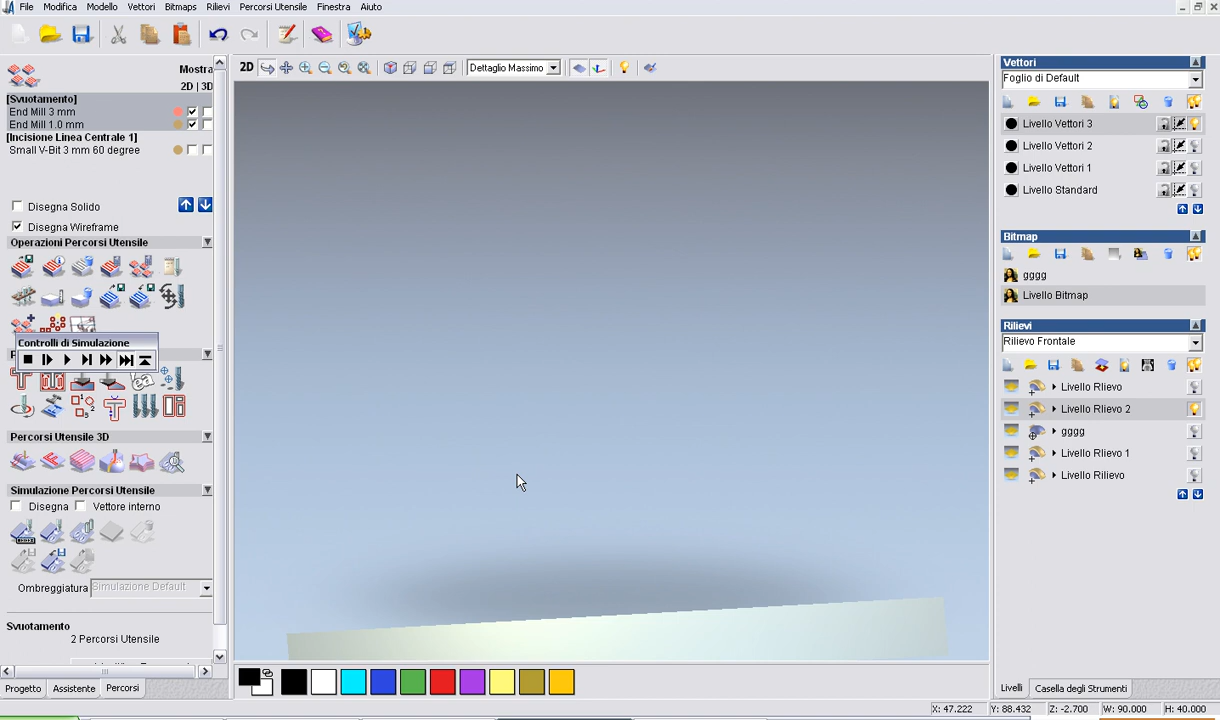 File Modifica Modello Vettori Bitmaps Rilievi Percorsi Utensile Finestra Aiuto
Mostra
2D | 3D
[Svuotamento]
End Mill 3 mm
End Mill 1.0 mm
[Incisione Linea Centrale 1]
Small V-Bit 3 mm 60 degree
Disegna Solido
Disegna Wireframe
Operazioni Percorsi Utensile
Controlli di Simulazione
Percorsi Utensile 3D
Simulazione Percorsi Utensile
Disegna Vettore interno
Ombreggiatura Simulazione Default
Svuotamento
2 Percorsi Utensile
Progetto Assistente Percorsi
2D Dettaglio Massimo
Vettori
Foglio di Default
Livello Vettori 3
Livello Vettori 2
Livello Vettori 1
Livello Standard
Bitmap
gggg
Livello Bitmap
Rilievi
Rilievo Frontale
Livello Rlievo
Livello Rlievo 2
gggg
Livello Rlievo 1
Livello Rilievo
Livelli Casella degli Strumenti
X: 47.222 Y: 88.432 Z: -2.700 W: 90.000 H: 40.000